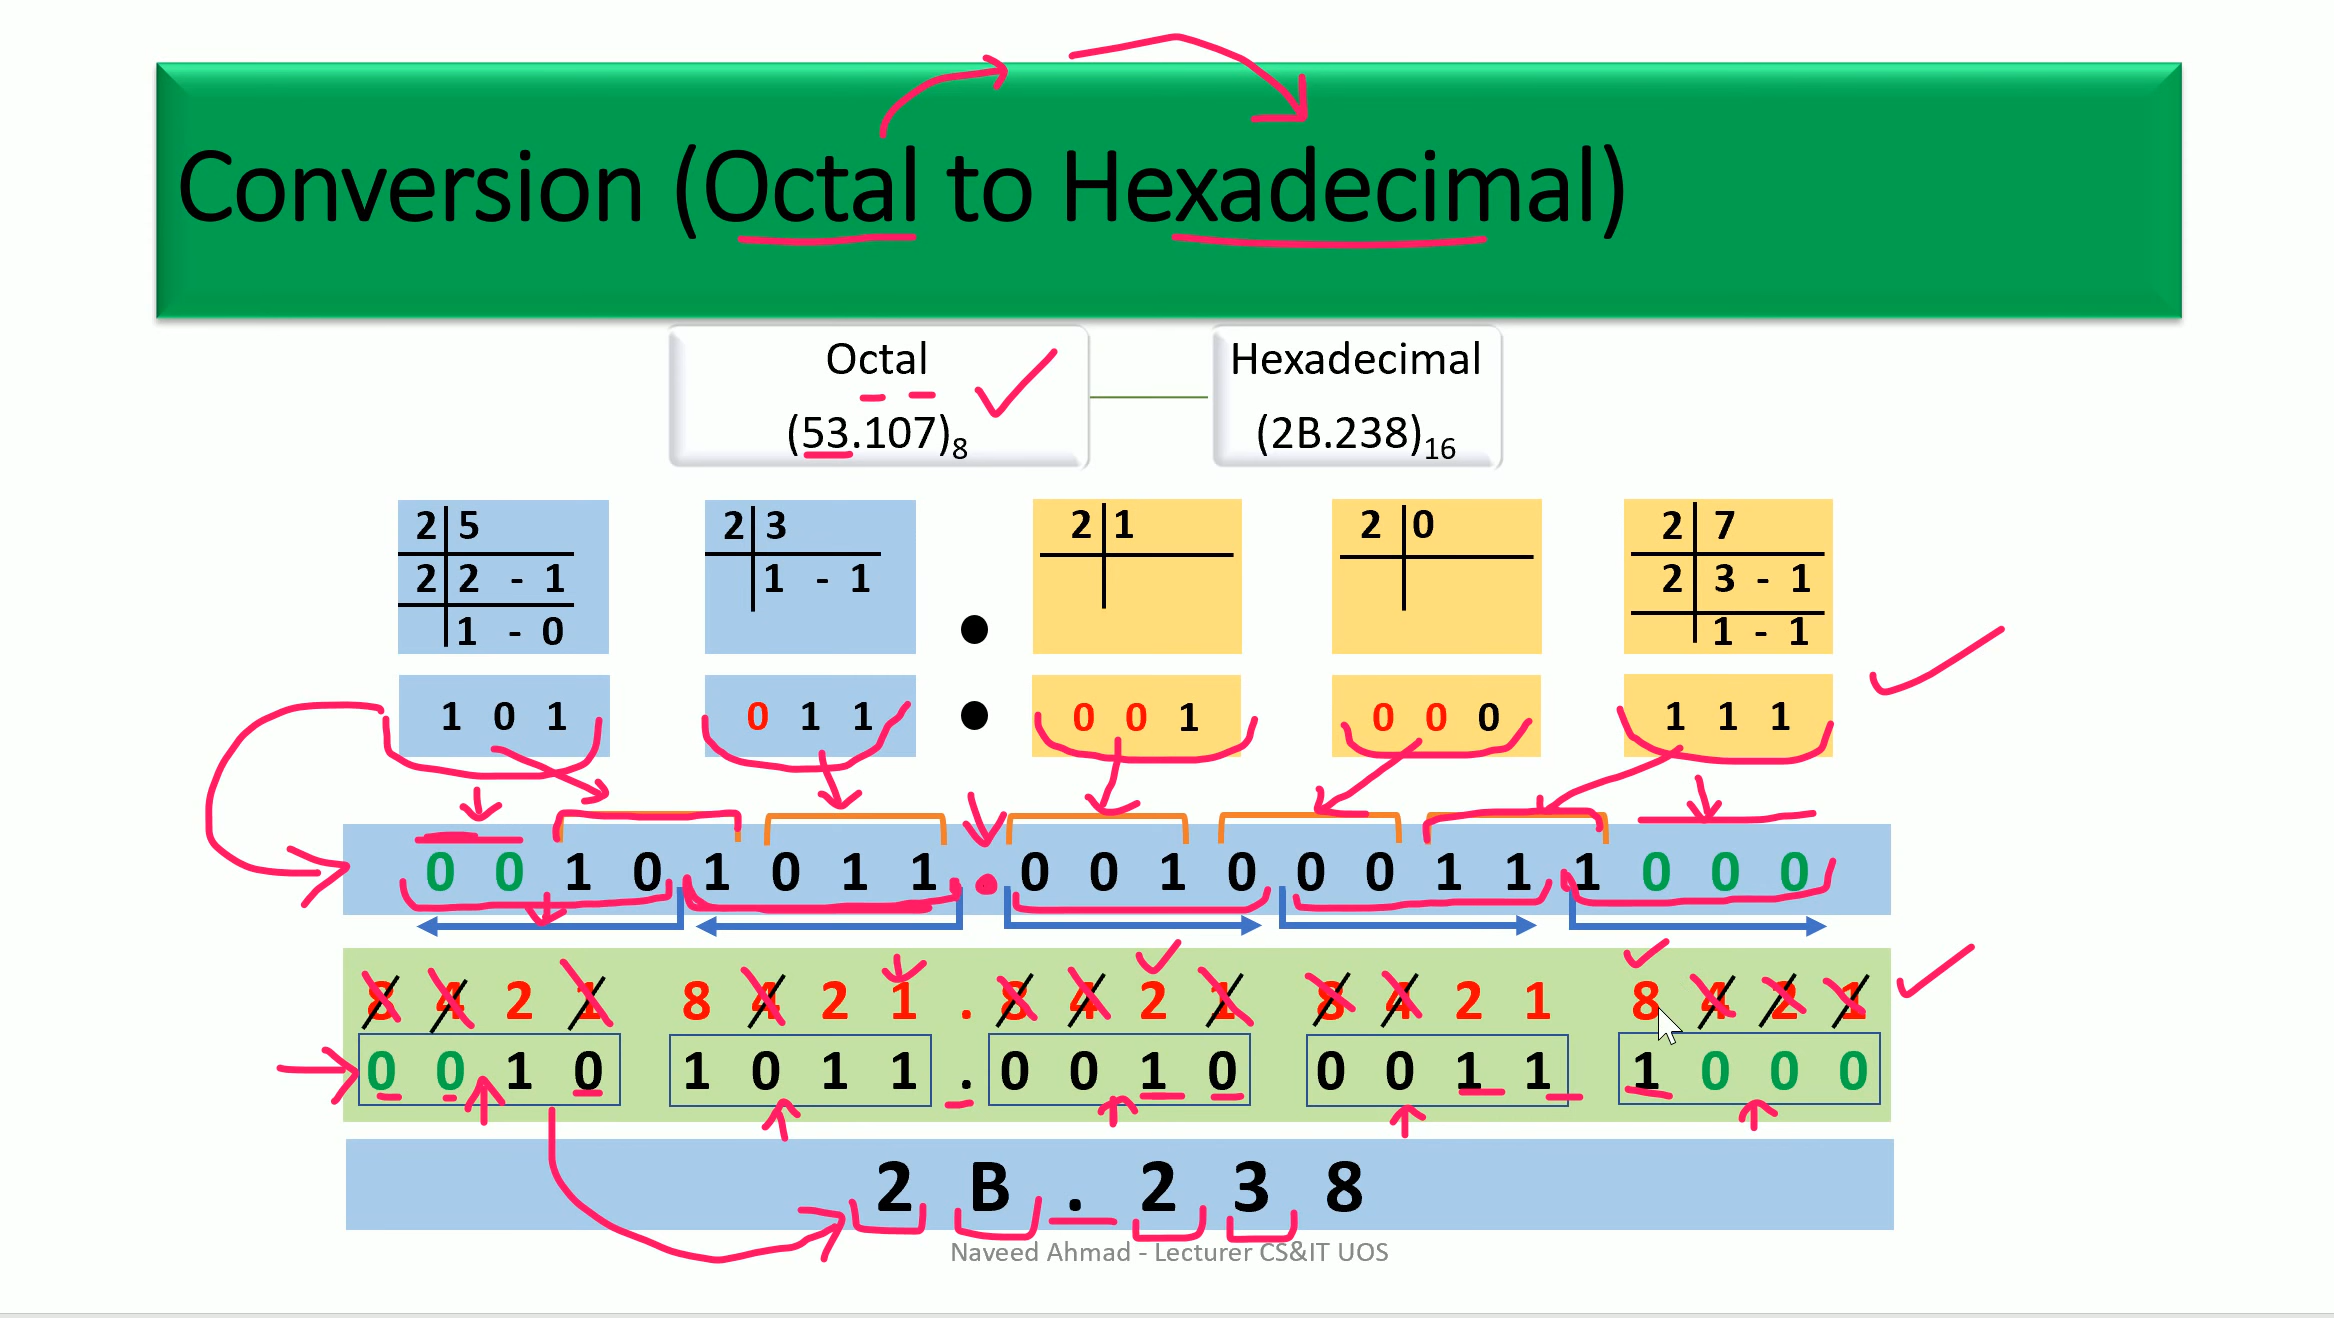 Conversion (Octal to Hexadecimal)
Octal
(53.107)8
Hexadecimal
(2B.238)16
2 5
2 2 - 1
1 - 0
2 3
1 - 1
2 1
2 0
2 7
2 3 - 1
1 - 1
1 0 1 0 1 1 . 0 0 1 0 0 0 1 1 1
0 0 1 0 1 0 1 1 . 0 0 1 0 0 0 1 1 1 0 0 0
8 4 2 1 8 4 2 1 . 8 4 2 1 8 4 2 1 8 4 2 1
0 0 1 0 1 0 1 1 . 0 0 1 0 0 0 1 1 1 0 0 0
2 B . 2 3 8
Naveed Ahmad - Lecturer CS&IT UOS